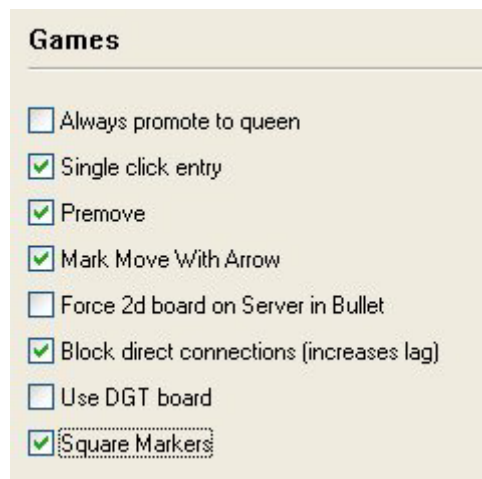 Games
Always promote to queen
Single click entry
Premove
Mark Move With Arrow
Force 2d board on Server in Bullet
Block direct connections (increases lag)
Use DGT board
Square Markers